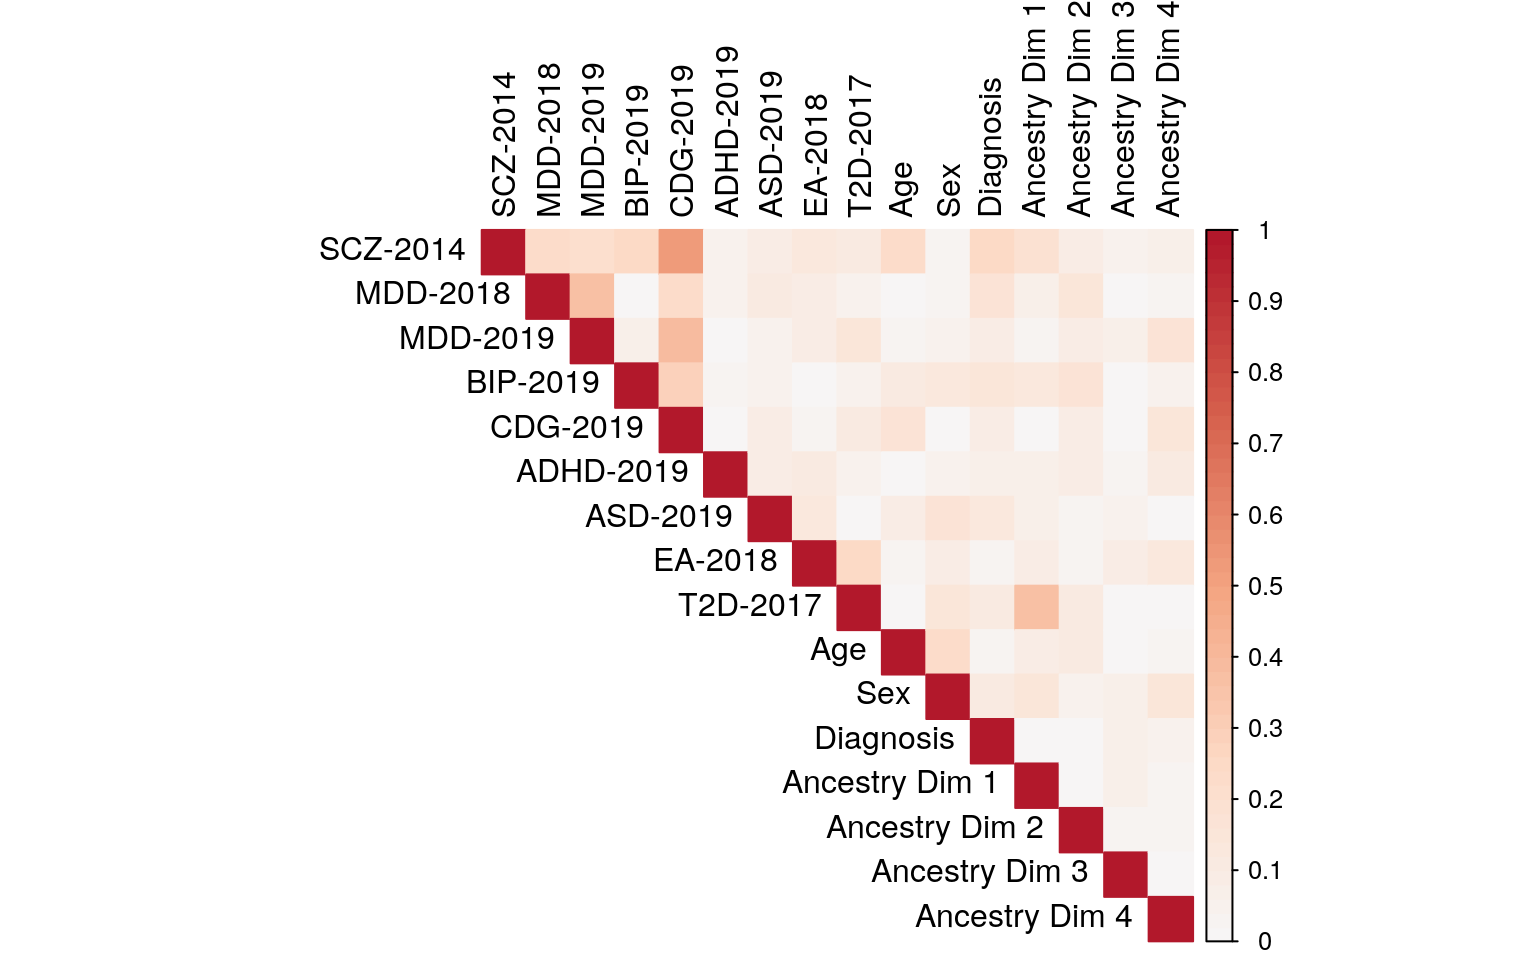 SCZ-2014
MDD-2018
MDD-2019
BIP-2019
CDG-2019
ADHD-2019
ASD-2019
EA-2018
T2D-2017
Age
Sex
Diagnosis
Ancestry Dim 1
Ancestry Dim 2
Ancestry Dim 3
Ancestry Dim 4
SCZ-2014
MDD-2018
MDD-2019
BIP-2019
CDG-2019
ADHD-2019
ASD-2019
EA-2018
T2D-2017
Age
Sex
Diagnosis
Ancestry Dim 1
Ancestry Dim 2
Ancestry Dim 3
Ancestry Dim 4
1
0.9
0.8
0.7
0.6
0.5
0.4
0.3
0.2
0.1
0